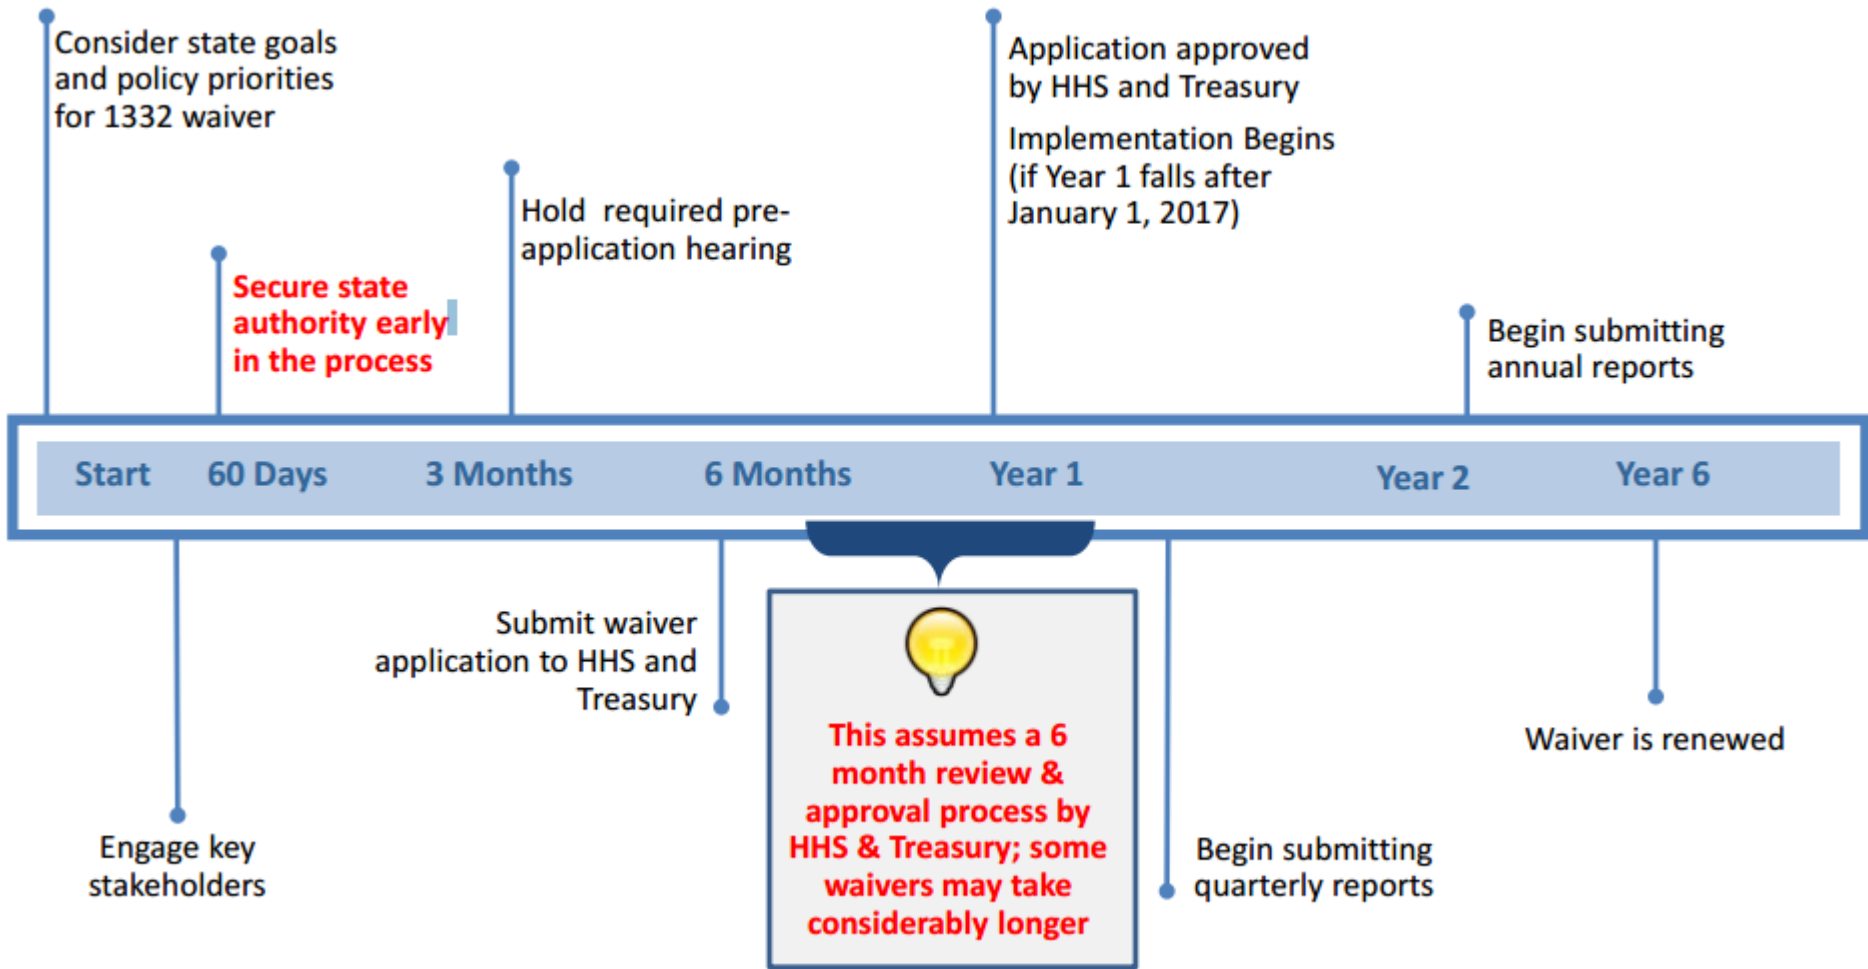 Consider state goals
and policy priorities
for 1332 waiver
Secure state
authority early
in the process
Hold required pre-
application hearing
Application approved
by HHS and Treasury
Implementation Begins
(if Year 1 falls after
January 1, 2017)
Begin submitting
annual reports
Start 60 Days 3 Months 6 Months Year 1 Year 2 Year 6
Engage key
stakeholders
Submit waiver
application to HHS and
Treasury
This assumes a 6
month review &
approval process by
HHS & Treasury; some
waivers may take
considerably longer
Begin submitting
quarterly reports
Waiver is renewed